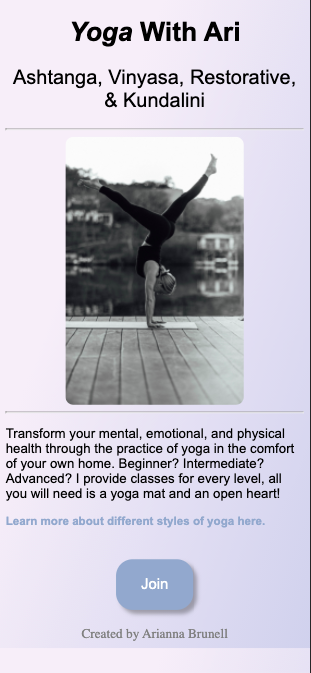 Yoga With Ari
Ashtanga, Vinyasa, Restorative,
& Kundalini
Transform your mental, emotional, and physical
health through the practice of yoga in the comfort
of your own home. Beginner? Intermediate?
Advanced? I provide classes for every level, all
you will need is a yoga mat and an open heart!
Learn more about different styles of yoga here.
Join
Created by Arianna Brunell